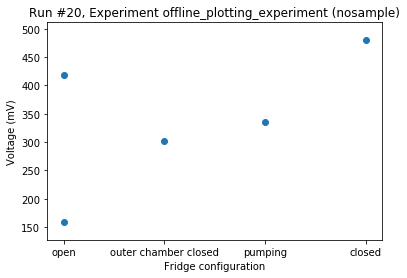 Run #20, Experiment offline_plotting_experiment (nosample)
500
450
400
350
300
250
200
150
Voltage (mV)
open outer chamber closed pumping closed
Fridge configuration